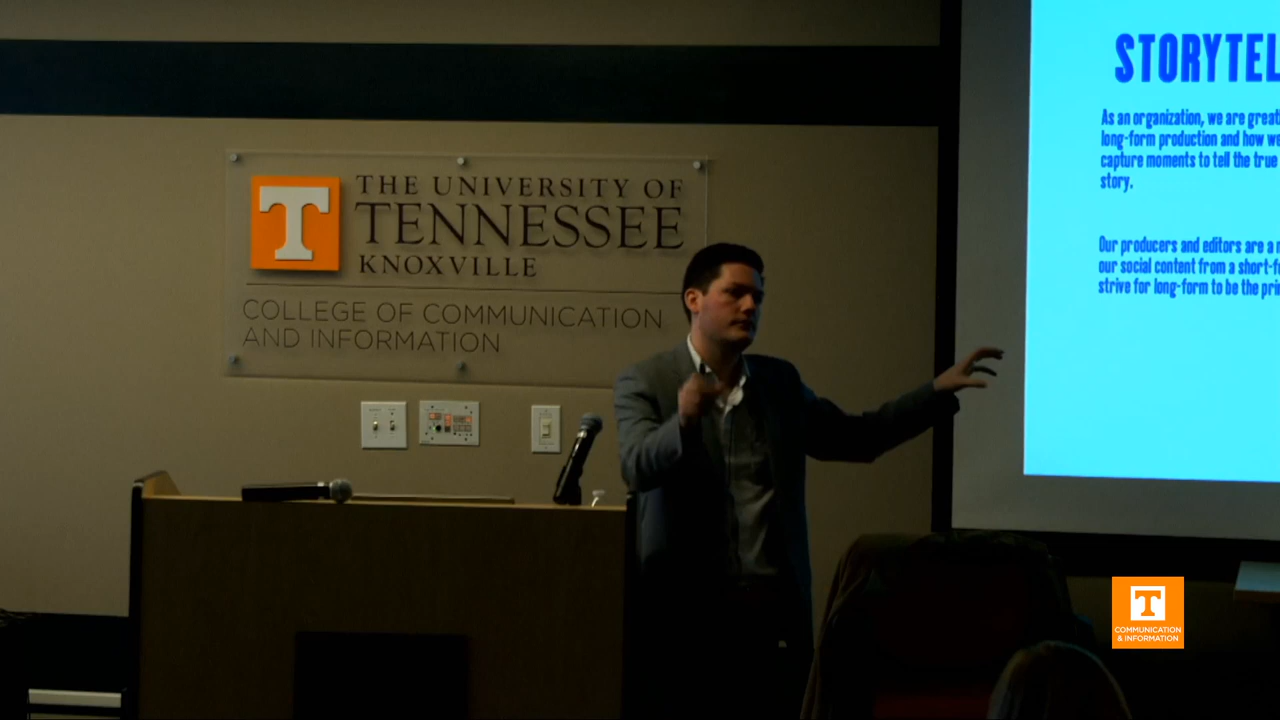 T
THE UNIVERSITY OF
TENNESSEE
KNOXVILLE
COLLEGE OF COMMUNICATION
AND INFORMATION
STORYTEL
As an organization, we are great
long-form production and how we
capture moments to tell the true
story.
Our producers and editors are a
our social content from a short-f
strive for long-form to be the pri
T
COMMUNICATION
& INFORMATION